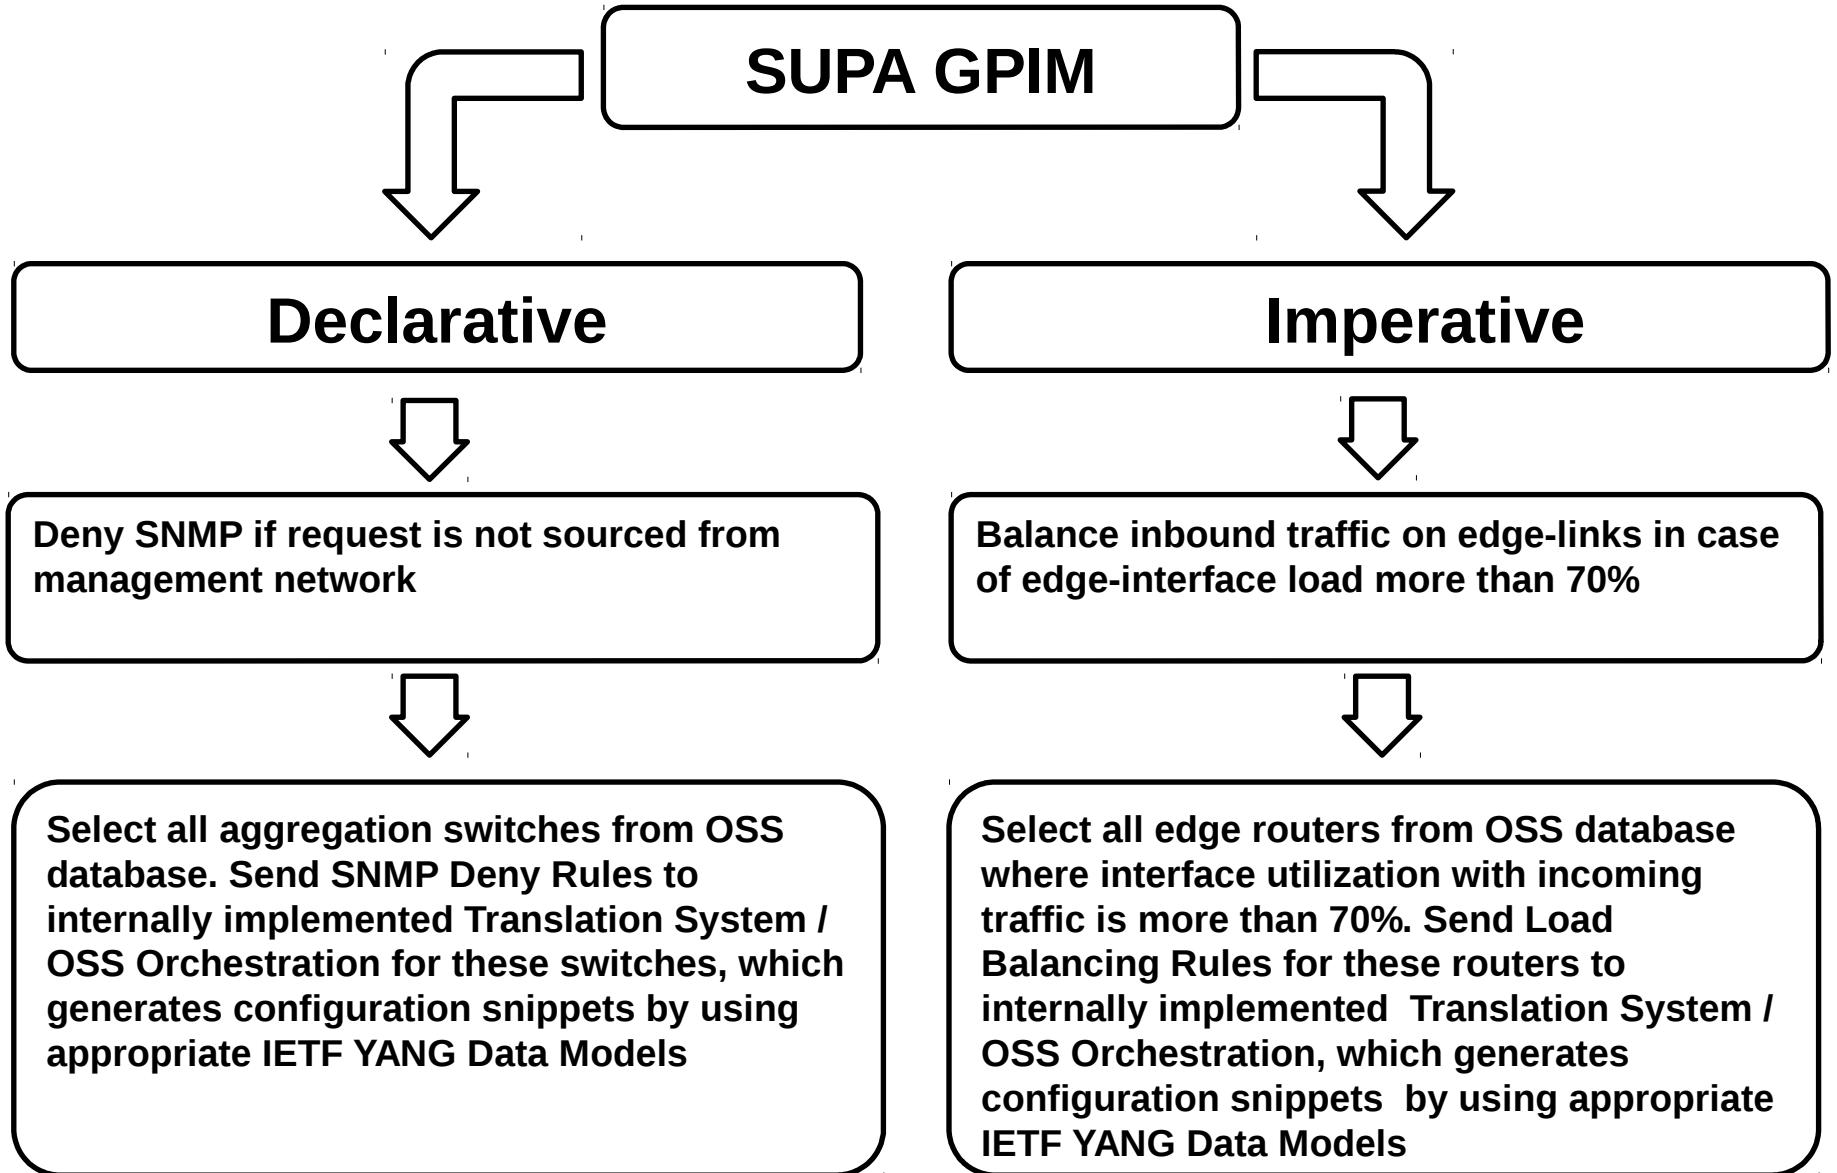 SUPA GPIM
Declarative
Imperative
Deny SNMP if request is not sourced from
management network
Balance inbound traffic on edge-links in case
of edge-interface load more than 70%
Select all aggregation switches from OSS
database. Send SNMP Deny Rules to
internally implemented Translation System /
OSS Orchestration for these switches, which
generates configuration snippets by using
appropriate IETF YANG Data Models
Select all edge routers from OSS database
where interface utilization with incoming
traffic is more than 70%. Send Load
Balancing Rules for these routers to
internally implemented  Translation System /
OSS Orchestration, which generates
configuration snippets  by using appropriate
IETF YANG Data Models